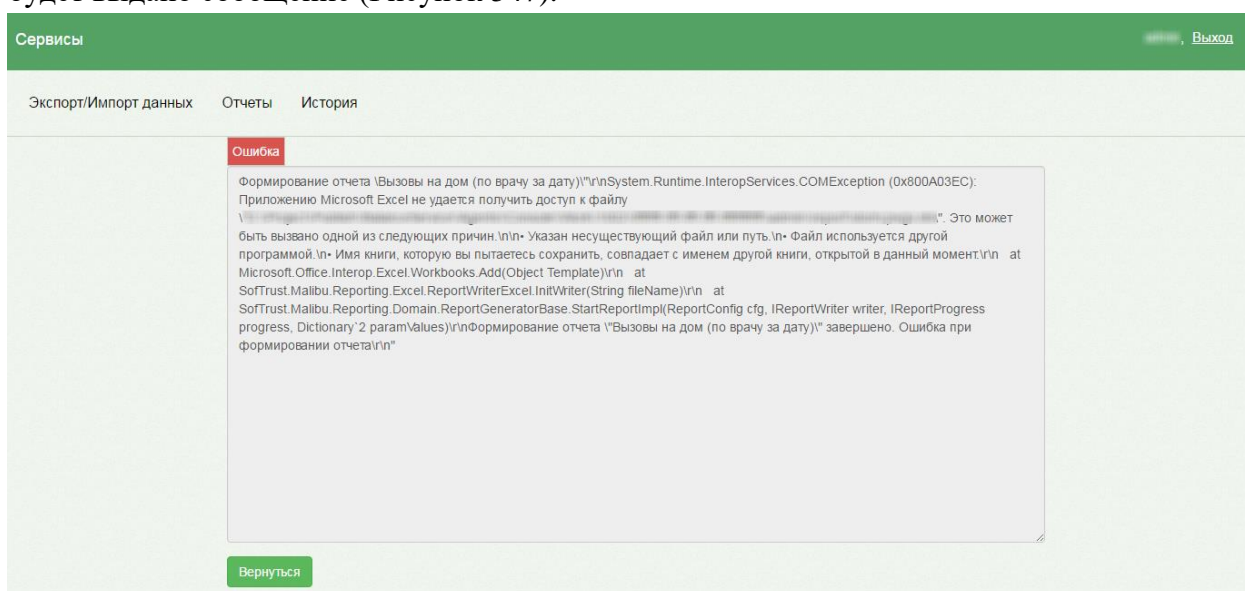 будет выдано сообщение (Рисунок 547).
Сервисы
, Выход
Экспорт/Импорт данных Отчеты История
Ошибка
Формирование отчета \Вызовы на дом (по врачу за дату)\"\r\nSystem.Runtime.InteropServices.COMException (0x800A03EC):
Приложению Microsoft Excel не удается получить доступ к файлу
\ ". Это может
быть вызвано одной из следующих причин.\n\n• Указан несуществующий файл или путь.\n• Файл используется другой
программой.\n• Имя книги, которую вы пытаетесь сохранить, совпадает с именем другой книги, открытой в данный момент.\r\n at
Microsoft.Office.Interop.Excel.Workbooks.Add(Object Template)\r\n at
SofTrust.Malibu.Reporting.Excel.ReportWriterExcel.InitWriter(String fileName)\r\n at
SofTrust.Malibu.Reporting.Domain.ReportGeneratorBase.StartReportImpl(ReportConfig cfg, IReportWriter writer, IReportProgress
progress, Dictionary`2 paramValues)\r\nФормирование отчета \"Вызовы на дом (по врачу за дату)\" завершено. Ошибка при
формировании отчета\r\n"
Вернуться